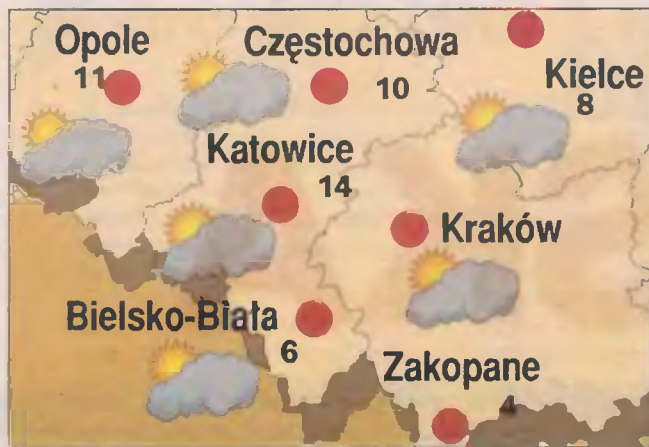 Opole
11
Częstochowa
10
Kielce
8
Katowice
14
Kraków
Bielsko-Biała
6
Zakopane
4